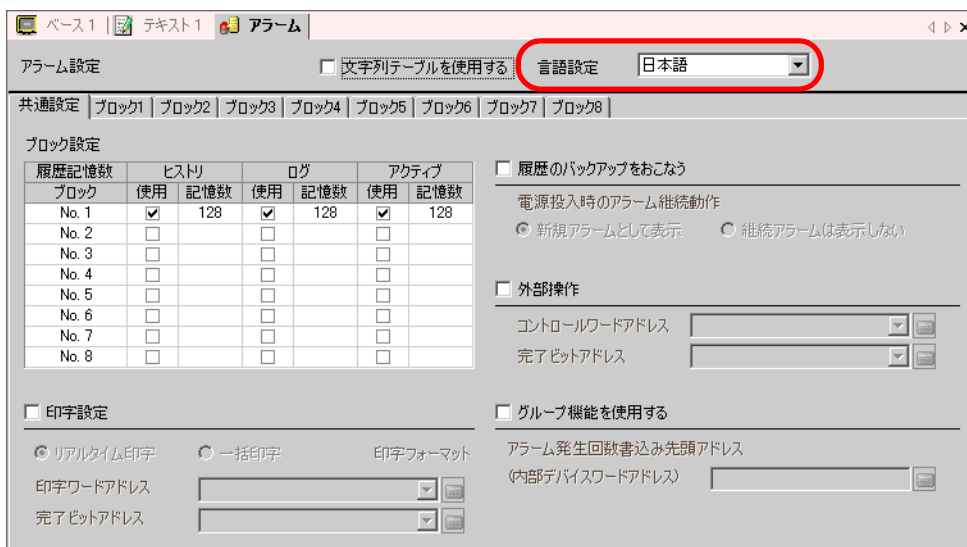 ベース1 テキスト1 アラーム
アラーム設定 文字列テーブルを使用する 言語設定 日本語
共通設定 ブロック1 ブロック2 ブロック3 ブロック4 ブロック5 ブロック6 ブロック7 ブロック8
ブロック設定
履歴記憶数 ヒストリ ログ アクティブ
ブロック 使用 記憶数 使用 記憶数 使用 記憶数
No. 1 128 128 128
No. 2
No. 3
No. 4
No. 5
No. 6
No. 7
No. 8
履歴のバックアップをおこなう
電源投入時のアラーム継続動作
新規アラームとして表示 継続アラームは表示しない
外部操作
コントロールワードアドレス
完了ビットアドレス
印字設定
リアルタイム印字 一括印字 印字フォーマット
印字ワードアドレス
完了ビットアドレス
グループ機能を使用する
アラーム発生回数書込み先頭アドレス
(内部デバイスワードアドレス)